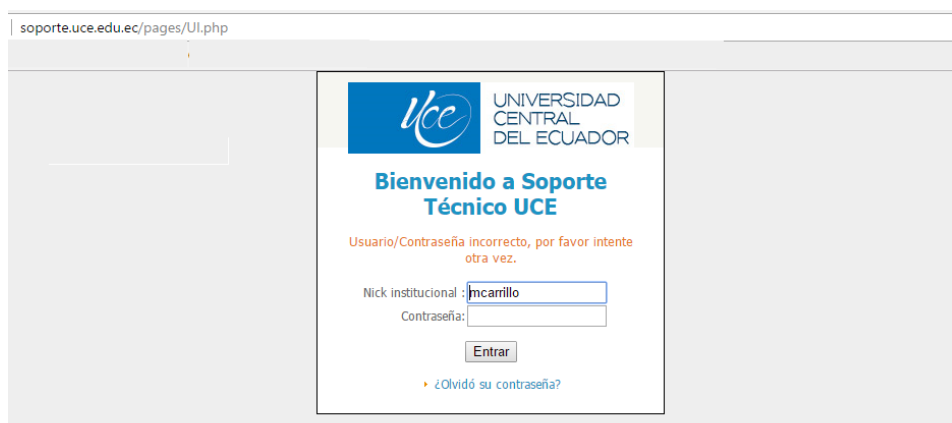 soporte.uce.edu.ec/pages/UI.php
Uce
UNIVERSIDAD
CENTRAL
DEL ECUADOR
Bienvenido a Soporte
Técnico UCE
Usuario/Contraseña incorrecto, por favor intente
otra vez.
Nick institucional : mcarrillo
Contraseña:
Entrar
¿Olvidó su contraseña?